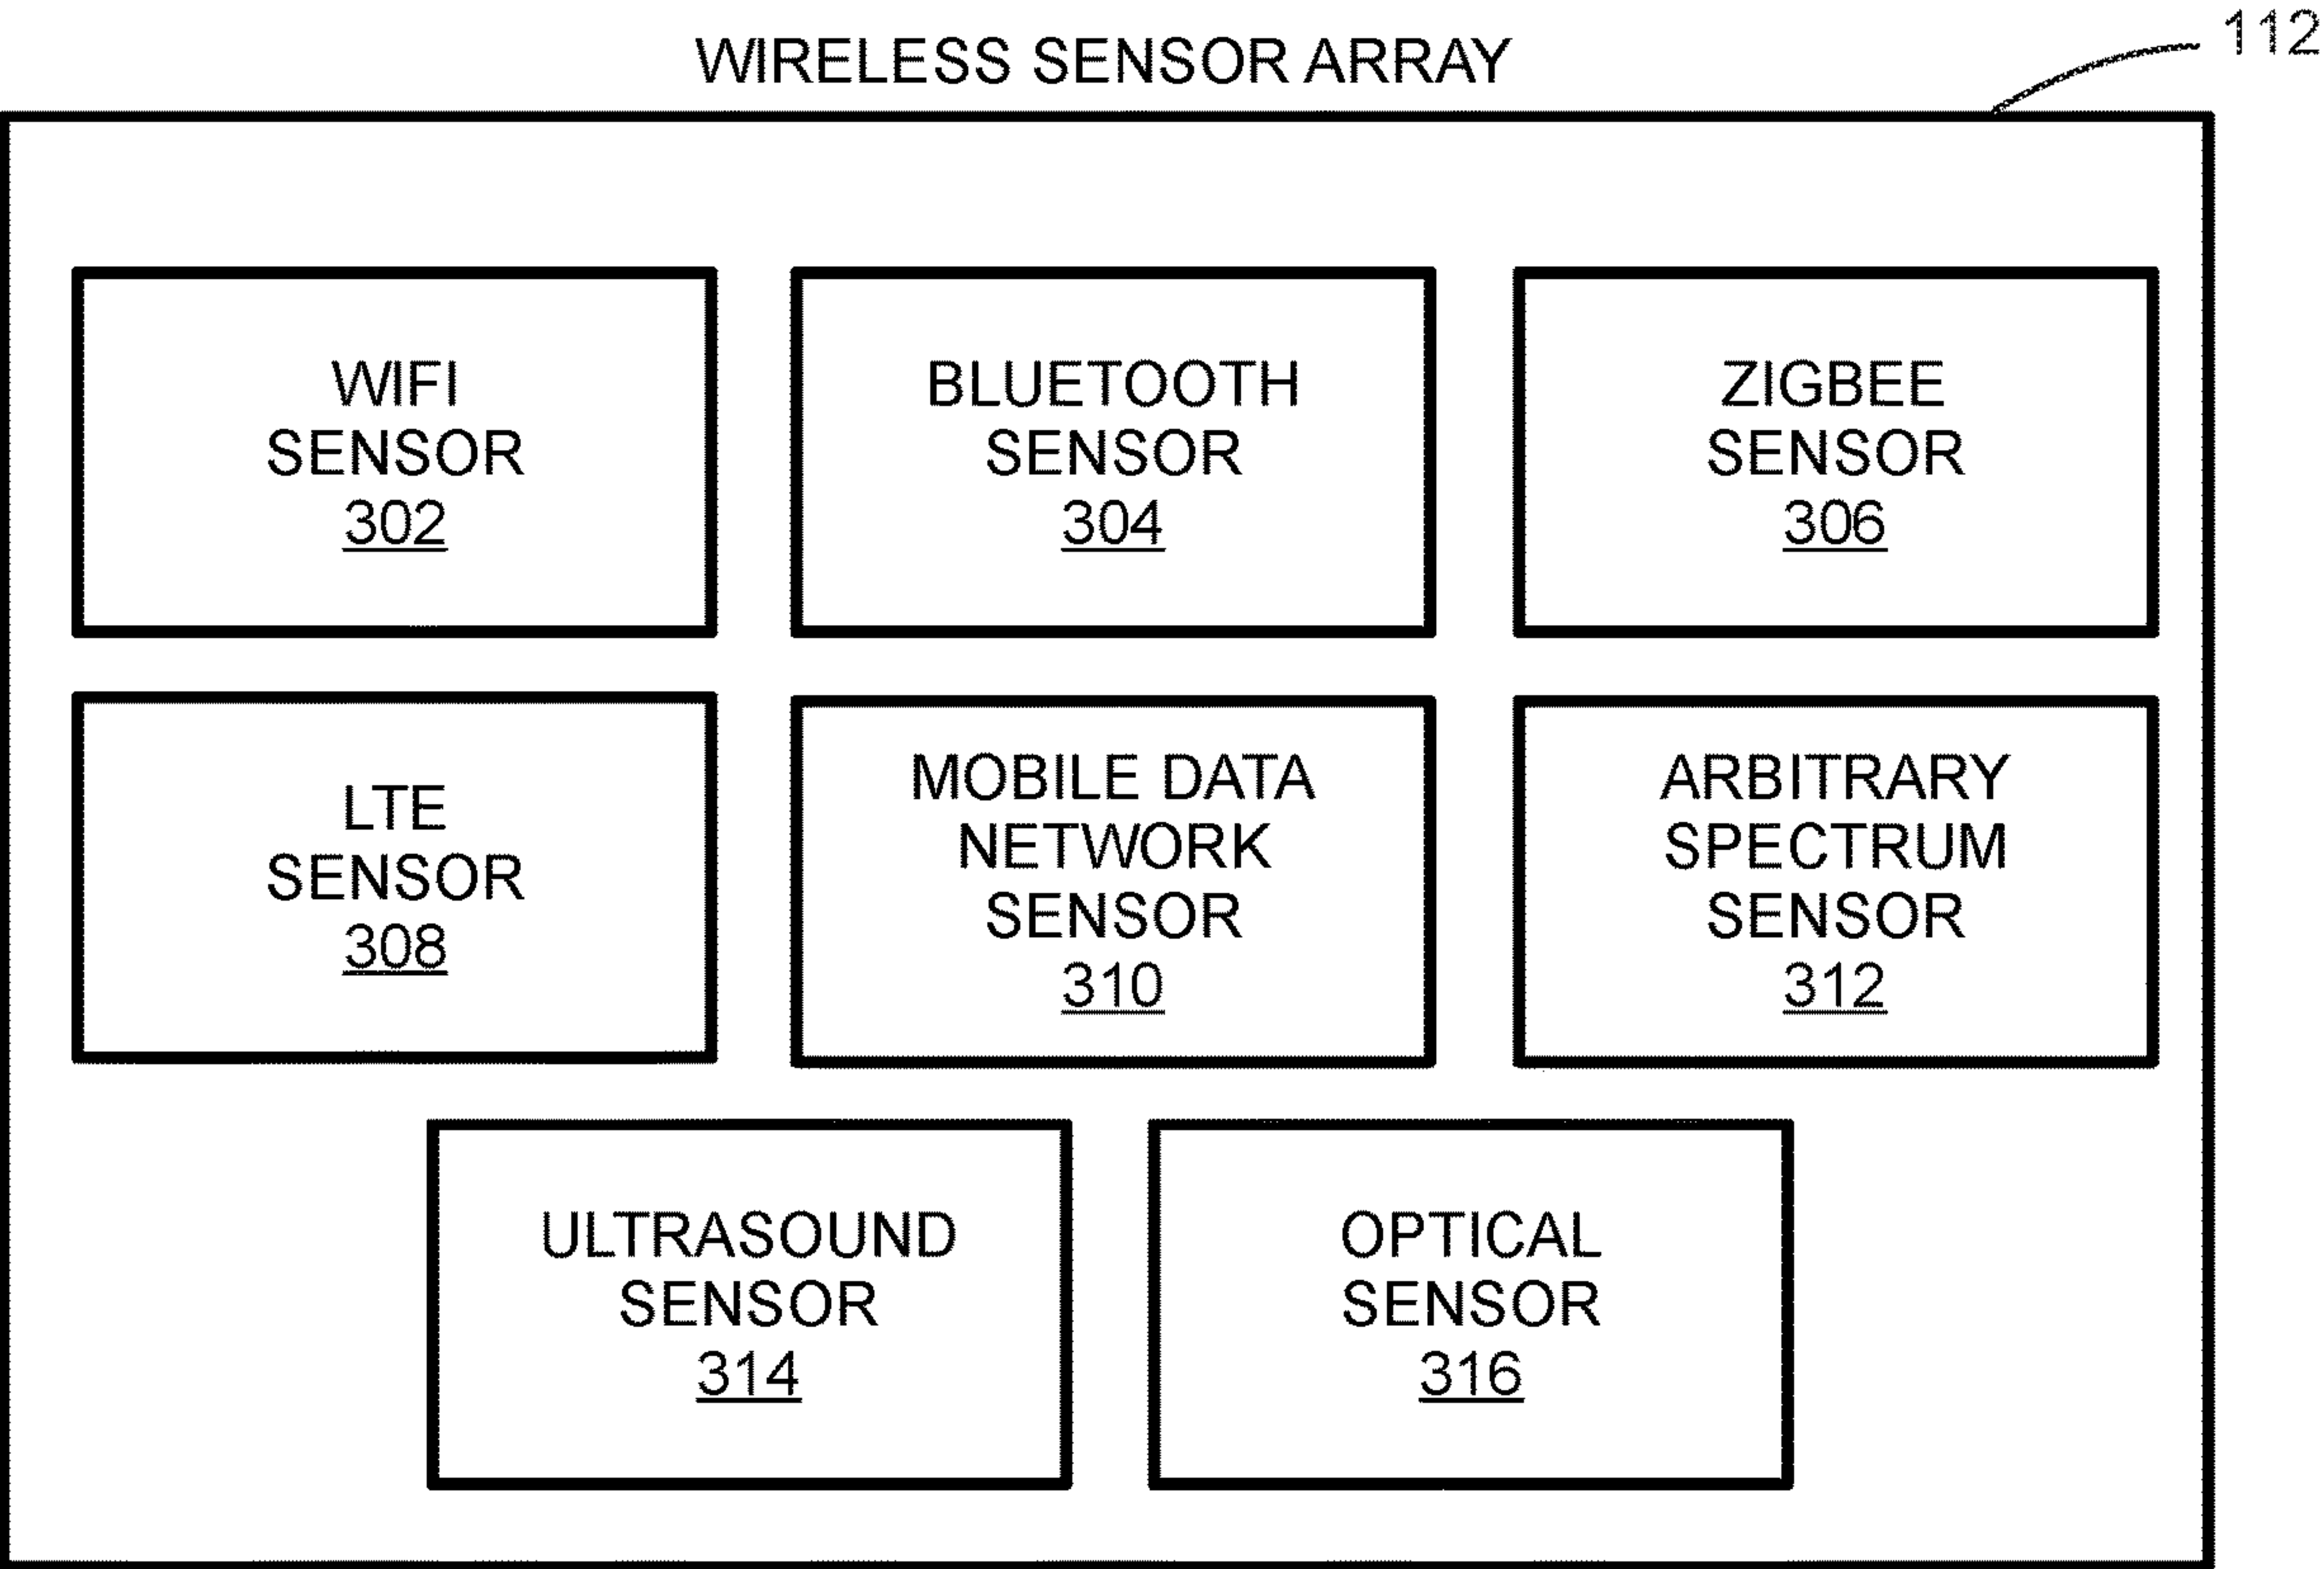 112
WIRELESS SENSOR ARRAY
WIFI
SENSOR
302
BLUETOOTH
SENSOR
304
ZIGBEE
SENSOR
306
LTE
SENSOR
308
MOBILE DATA
NETWORK
SENSOR
310
ARBITRARY
SPECTRUM
SENSOR
312
ULTRASOUND
SENSOR
314
OPTICAL
SENSOR
316